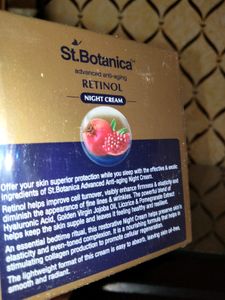 St.Botanica
advanced anti-aging
RETINOL
NIGHT CREAM
Offer your skin superior protection while you sleep with the effective & exotic
ingredients of St.Botanica Advanced Anti-aging Night Cream.
Retinol helps improve cell turnover, visibly enhance firmness & elasticity and
diminish the appearance of fine lines & wrinkles. The powerful blend of
Hyaluronic Acid, Golden Virgin Jojoba Oil, Licorice & Pomegranate Extract
helps keep the skin supple and leaves it feeling healthy and resilient.
An essential bedtime ritual, this restorative Night Cream helps preserve skin's
elasticity and even-toned complexion. It is a nourishing formula that helps in
stimulating collagen production to promote cellular regeneration.
The lightweight format of this cream is easy to absorb, leaving skin oil-free,
smooth and radiant.